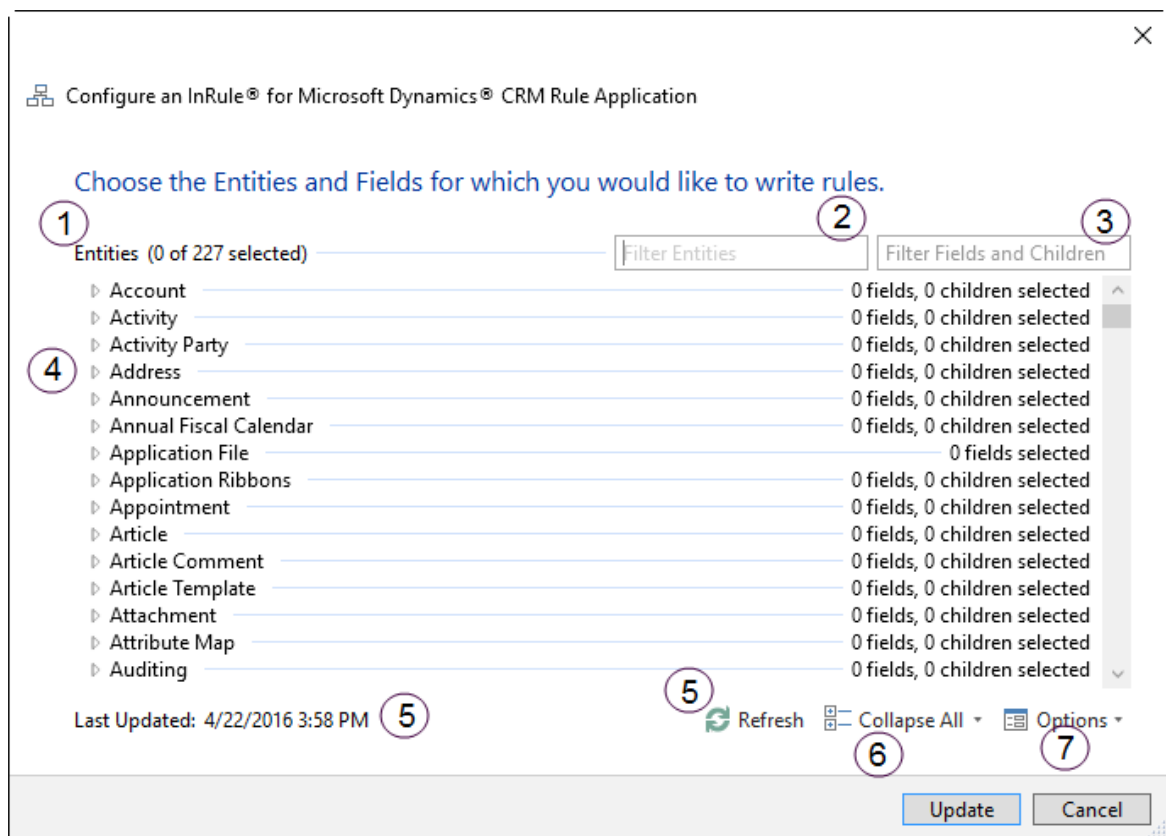 Configure an InRule® for Microsoft Dynamics® CRM Rule Application
Choose the Entities and Fields for which you would like to write rules.
1 2 3
Entities (0 of 227 selected) Filter Entities Filter Fields and Children
Account 0 fields, 0 children selected
Activity 0 fields, 0 children selected
Activity Party 0 fields, 0 children selected
4 Address 0 fields, 0 children selected
Announcement 0 fields, 0 children selected
Annual Fiscal Calendar 0 fields, 0 children selected
Application File 0 fields selected
Application Ribbons 0 fields, 0 children selected
Appointment 0 fields, 0 children selected
Article 0 fields, 0 children selected
Article Comment 0 fields, 0 children selected
Article Template 0 fields, 0 children selected
Attachment 0 fields, 0 children selected
Attribute Map 0 fields, 0 children selected
Auditing 0 fields, 0 children selected
5
Last Updated: 4/22/2016 3:58 PM 5 Refresh Collapse All Options
6 7
Update Cancel